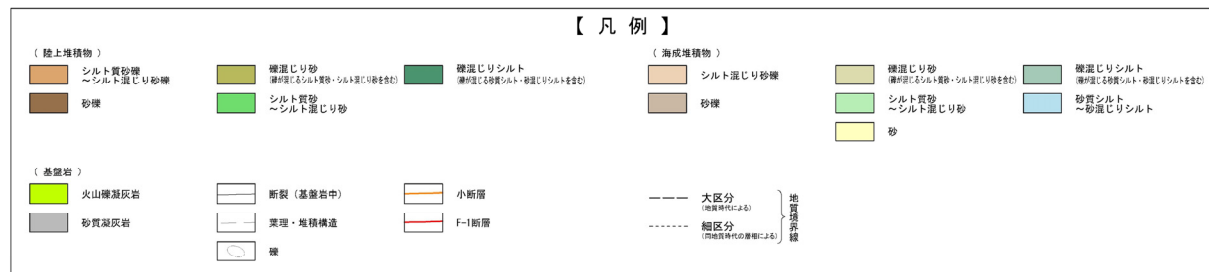 【 凡 例 】
( 陸上堆積物 )
シルト質砂礫
～シルト混じり砂礫
礫混じり砂
(礫が混じるシルト質砂・シルト混じり砂を含む)
礫混じりシルト
(礫が混じる砂質シルト・砂混じりシルトを含む)
砂礫
シルト質砂
～シルト混じり砂
( 海成堆積物 )
シルト混じり砂礫
礫混じり砂
(礫が混じるシルト質砂・シルト混じり砂を含む)
礫混じりシルト
(礫が混じる砂質シルト・砂混じりシルトを含む)
砂礫
シルト質砂
～シルト混じり砂
砂質シルト
～砂混じりシルト
砂
( 基盤岩 )
火山礫凝灰岩
断裂（基盤岩中）
小断層
砂質凝灰岩
葉理・堆積構造
F-1断層
礫
大区分
(地質時代による)
細区分
(同地質時代の層相による)
地質境界線